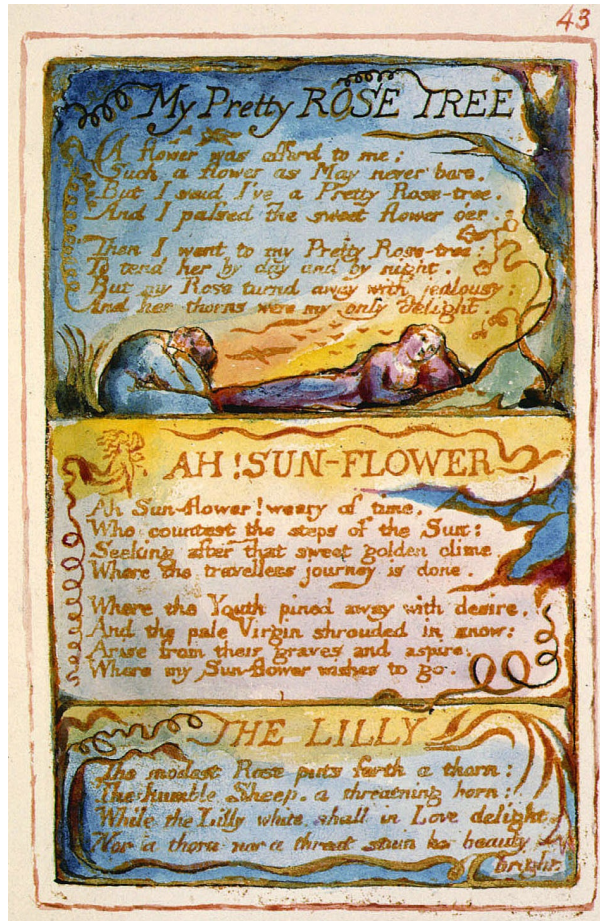 43
My Pretty ROSE TREE
A flower was offerd to me:
Such a flower as May never bore.
But I said I've a Pretty Rose-tree.
And I passed the sweet flower o'er.
Then I went to my Pretty Rose-tree:
To tend her by day and by night.
But my Rose turnd away with jealousy:
And her thorns were my only delight.
AH! SUN-FLOWER
Ah Sun-flower! weary of time.
Who countest the steps of the Sun:
Seeking after that sweet golden clime
Where the travellers journey is done.
Where the Youth pined away with desire,
And the pale Virgin shrouded in snow:
Arise from their graves and aspire,
Where my Sun-flower wishes to go.
THE LILLY
The modest Rose puts forth a thorn:
The humble Sheep, a threatning horn:
While the Lilly white, shall in Love delight,
Nor a thorn nor a threat stain her beauty
bright.